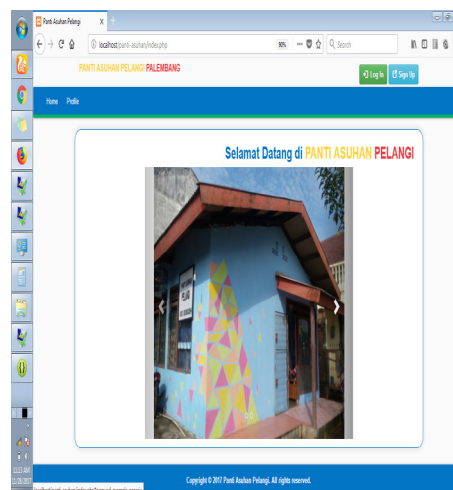 Panti Asuhan Pelangi
localhost/panti-asuhan/index.php
90%
Search
PANTI ASUHAN PELANGI PALEMBANG
Log In
Sign Up
Home
Profile
Selamat Datang di PANTI ASUHAN PELANGI
Copyright © 2017 Panti Asuhan Pelangi. All rights reserved.